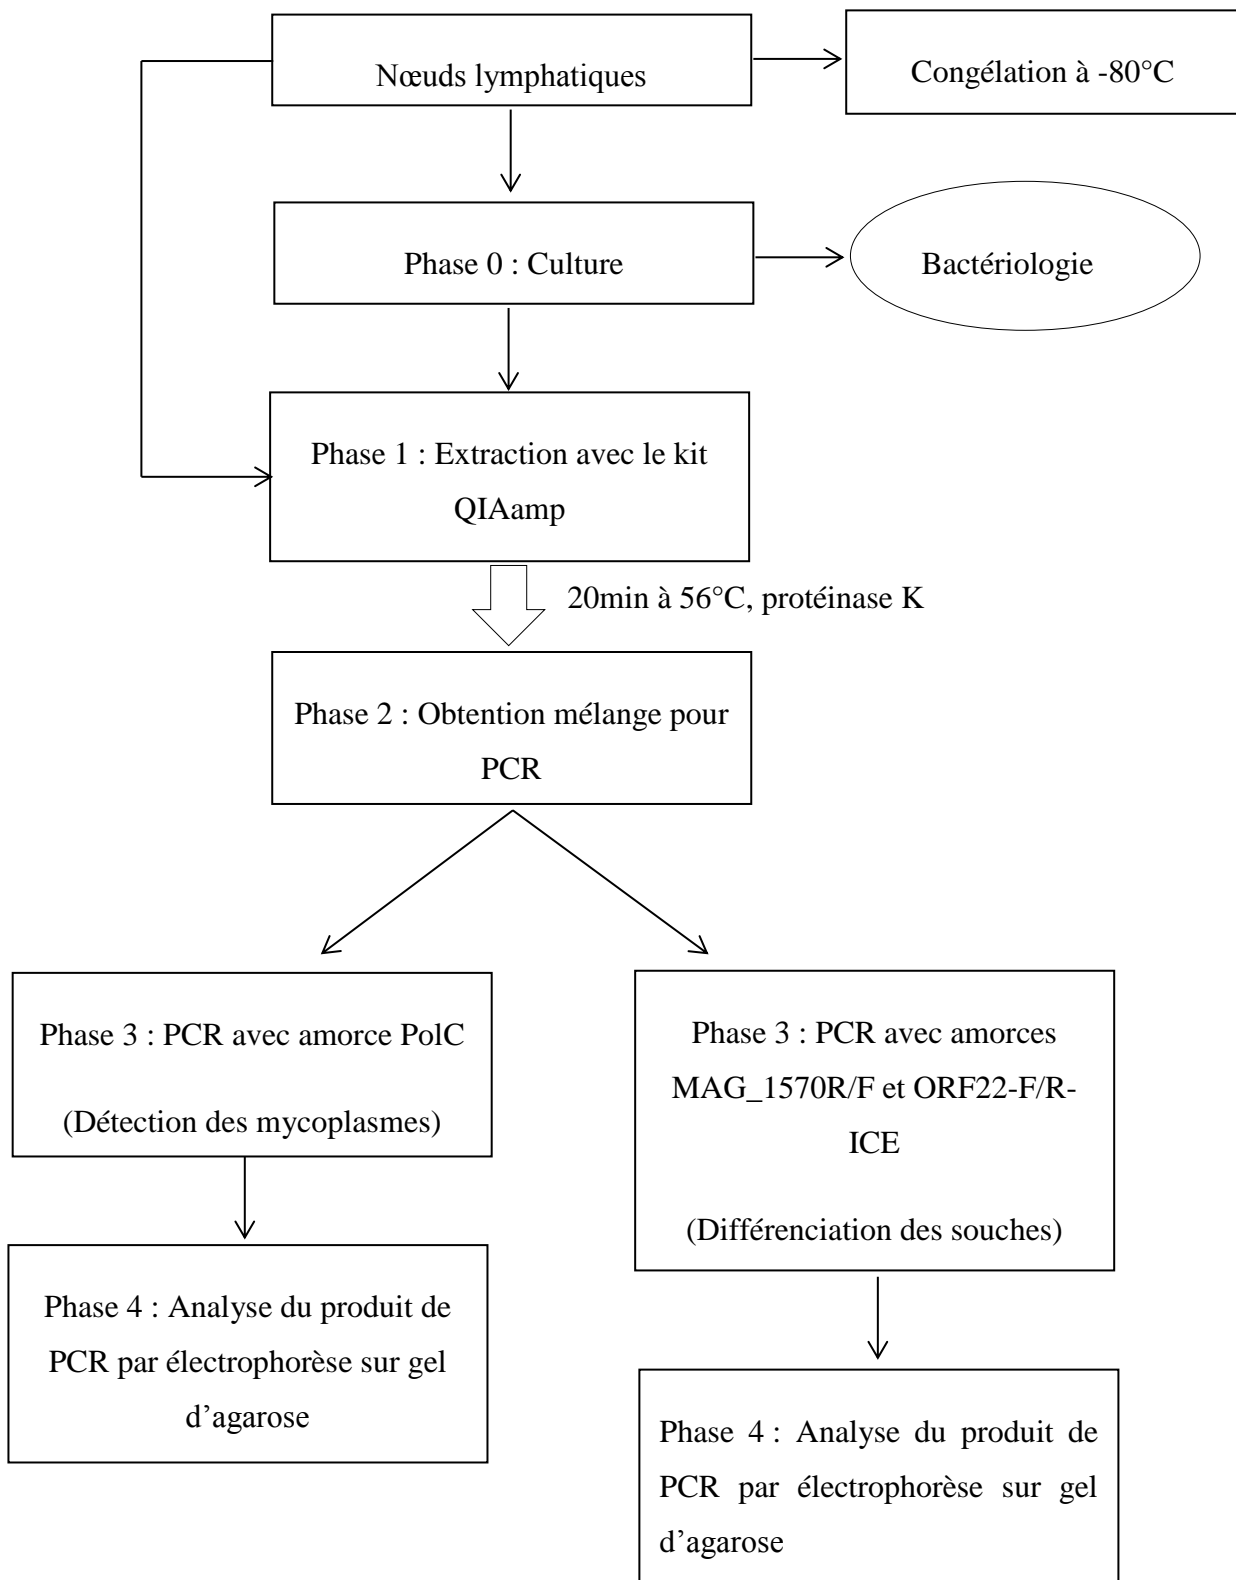 Nœuds lymphatiques
Congélation à -80°C
Phase 0 : Culture
Bactériologie
Phase 1 : Extraction avec le kit
QIAamp
20min à 56°C, protéinase K
Phase 2 : Obtention mélange pour
PCR
Phase 3 : PCR avec amorce PolC
(Détection des mycoplasmes)
Phase 3 : PCR avec amorces
MAG_1570R/F et ORF22-F/R-
ICE
(Différenciation des souches)
Phase 4 : Analyse du produit de
PCR par électrophorèse sur gel
d’agarose
Phase 4 : Analyse du produit de
PCR par électrophorèse sur gel
d’agarose